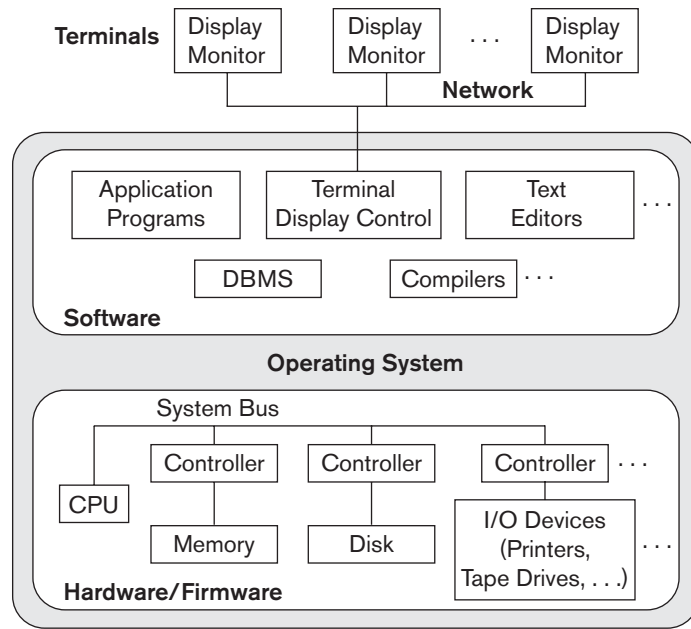 Terminals
Display
Monitor
Display
Monitor
. . .
Display
Monitor
Network
Application
Programs
Terminal
Display Control
Text
Editors
. . .
DBMS
Compilers
. . .
Software
Operating System
System Bus
CPU
Controller
Controller
Controller
. . .
Memory
Disk
I/O Devices
(Printers,
Tape Drives, . . .)
. . .
Hardware/Firmware